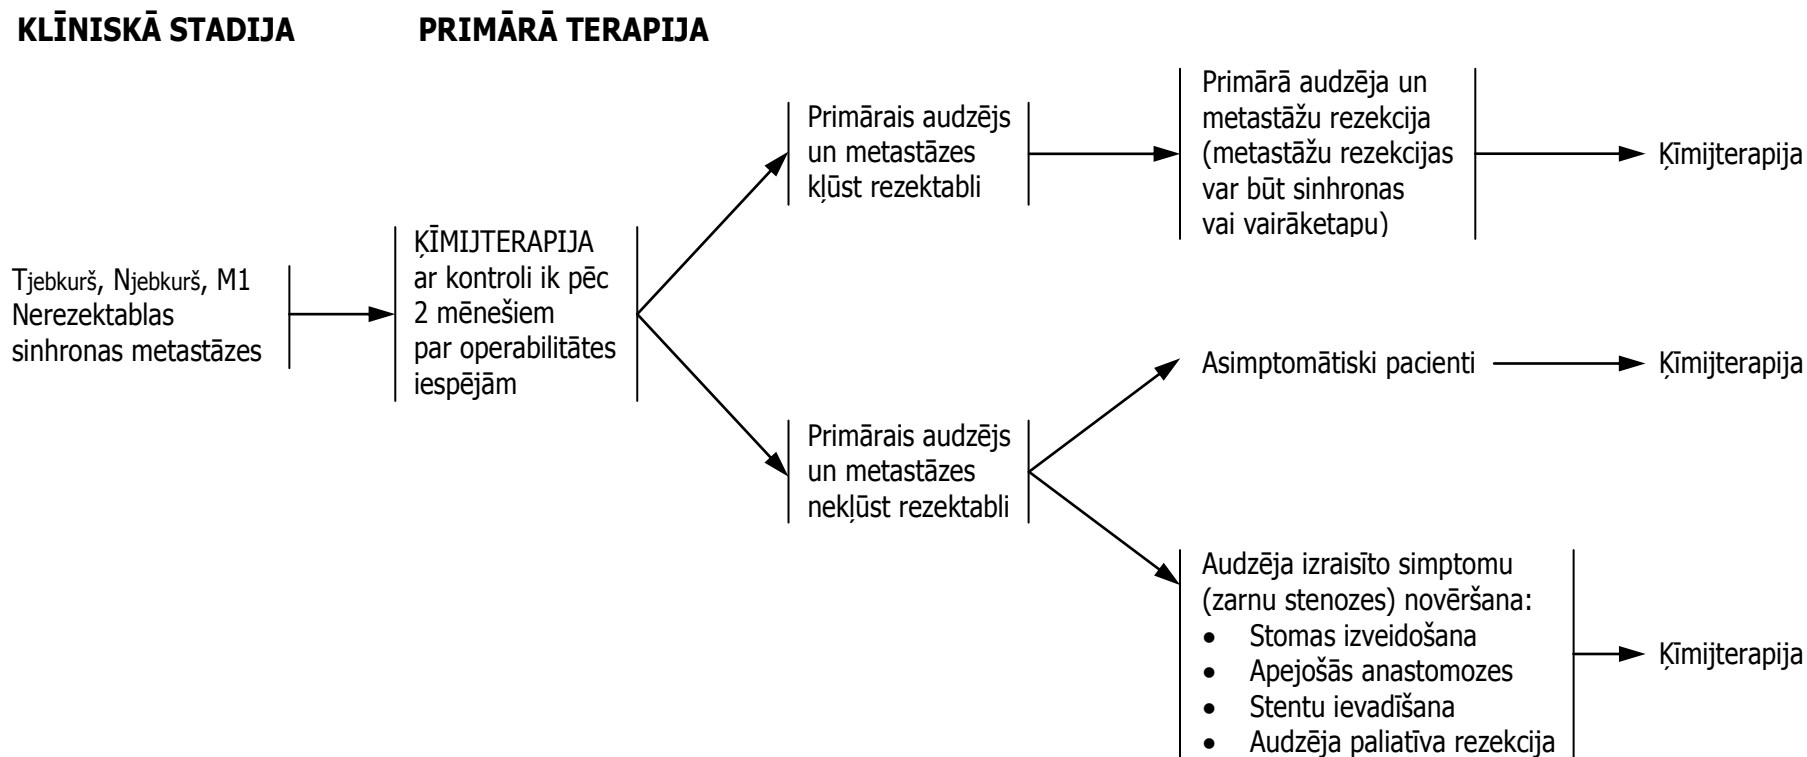 KLĪNISKĀ STADIJA
PRIMĀRĀ TERAPIJA
Tjebkurš, Njebkurš, M1
Nerezektablas
sinhronas metastāzes
ĶĪMIJTERAPIJA
ar kontroli ik pēc
2 mēnešiem
par operabilitātes
iespējām
Primārais audzējs
un metastāzes
kļūst rezektabli
Primārā audzēja un
metastāžu rezekcija
(metastāžu rezekcijas
var būt sinhronas
vai vairāketapu)
Ķīmijterapija
Primārais audzējs
un metastāzes
nekļūst rezektabli
Asimptomātiski pacienti
Ķīmijterapija
Audzēja izraisīto simptomu
(zarnu stenozes) novēršana:
• Stomas izveidošana
• Apejošās anastomozes
• Stentu ievadīšana
• Audzēja paliatīva rezekcija
Ķīmijterapija